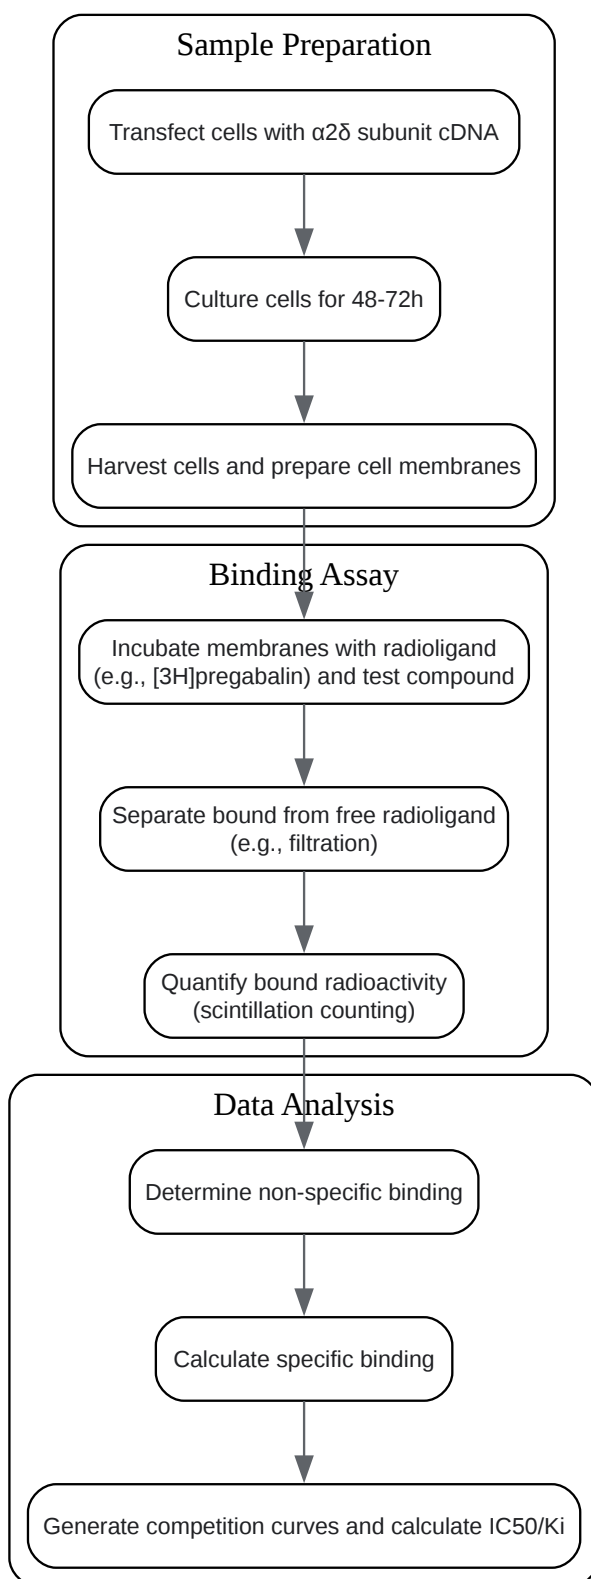 Sample Preparation
Transfect cells with α2δ subunit cDNA
Culture cells for 48-72h
Harvest cells and prepare cell membranes
Binding Assay
Incubate membranes with radioligand
(e.g., [3H]pregabalin) and test compound
Separate bound from free radioligand
(e.g., filtration)
Quantify bound radioactivity
(scintillation counting)
Data Analysis
Determine non-specific binding
Calculate specific binding
Generate competition curves and calculate IC50/Ki